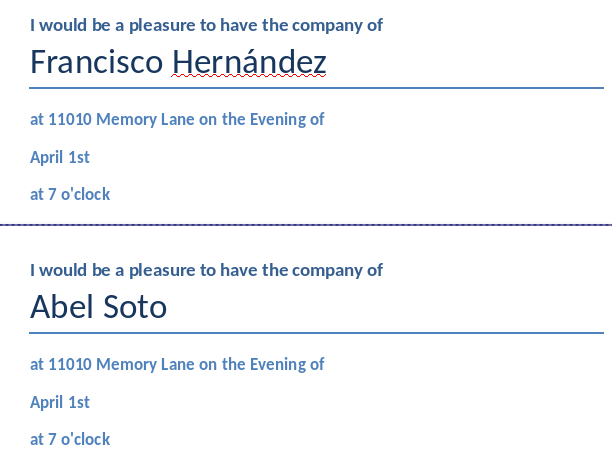 I would be a pleasure to have the company of
Francisco Hernández
at 11010 Memory Lane on the Evening of
April 1st
at 7 o'clock
I would be a pleasure to have the company of
Abel Soto
at 11010 Memory Lane on the Evening of
April 1st
at 7 o'clock